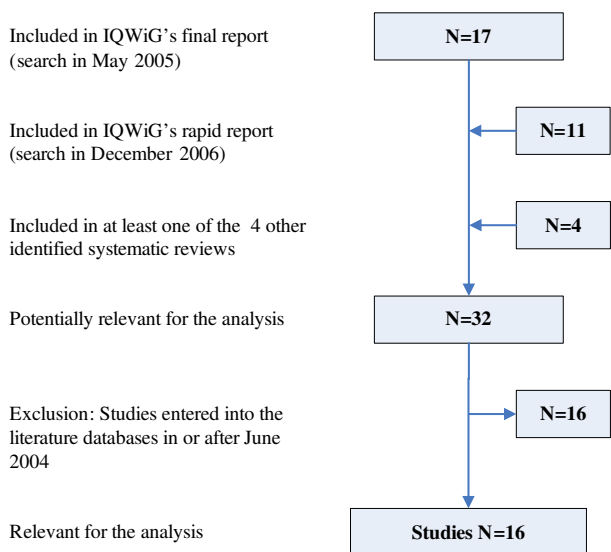 Included in IQWiG's final report
(search in May 2005)
N=17
Included in IQWiG's rapid report
(search in December 2006)
N=11
Included in at least one of the 4 other
identified systematic reviews
N=4
Potentially relevant for the analysis
N=32
Exclusion: Studies entered into the
literature databases in or after June
2004
N=16
Relevant for the analysis
Studies N=16